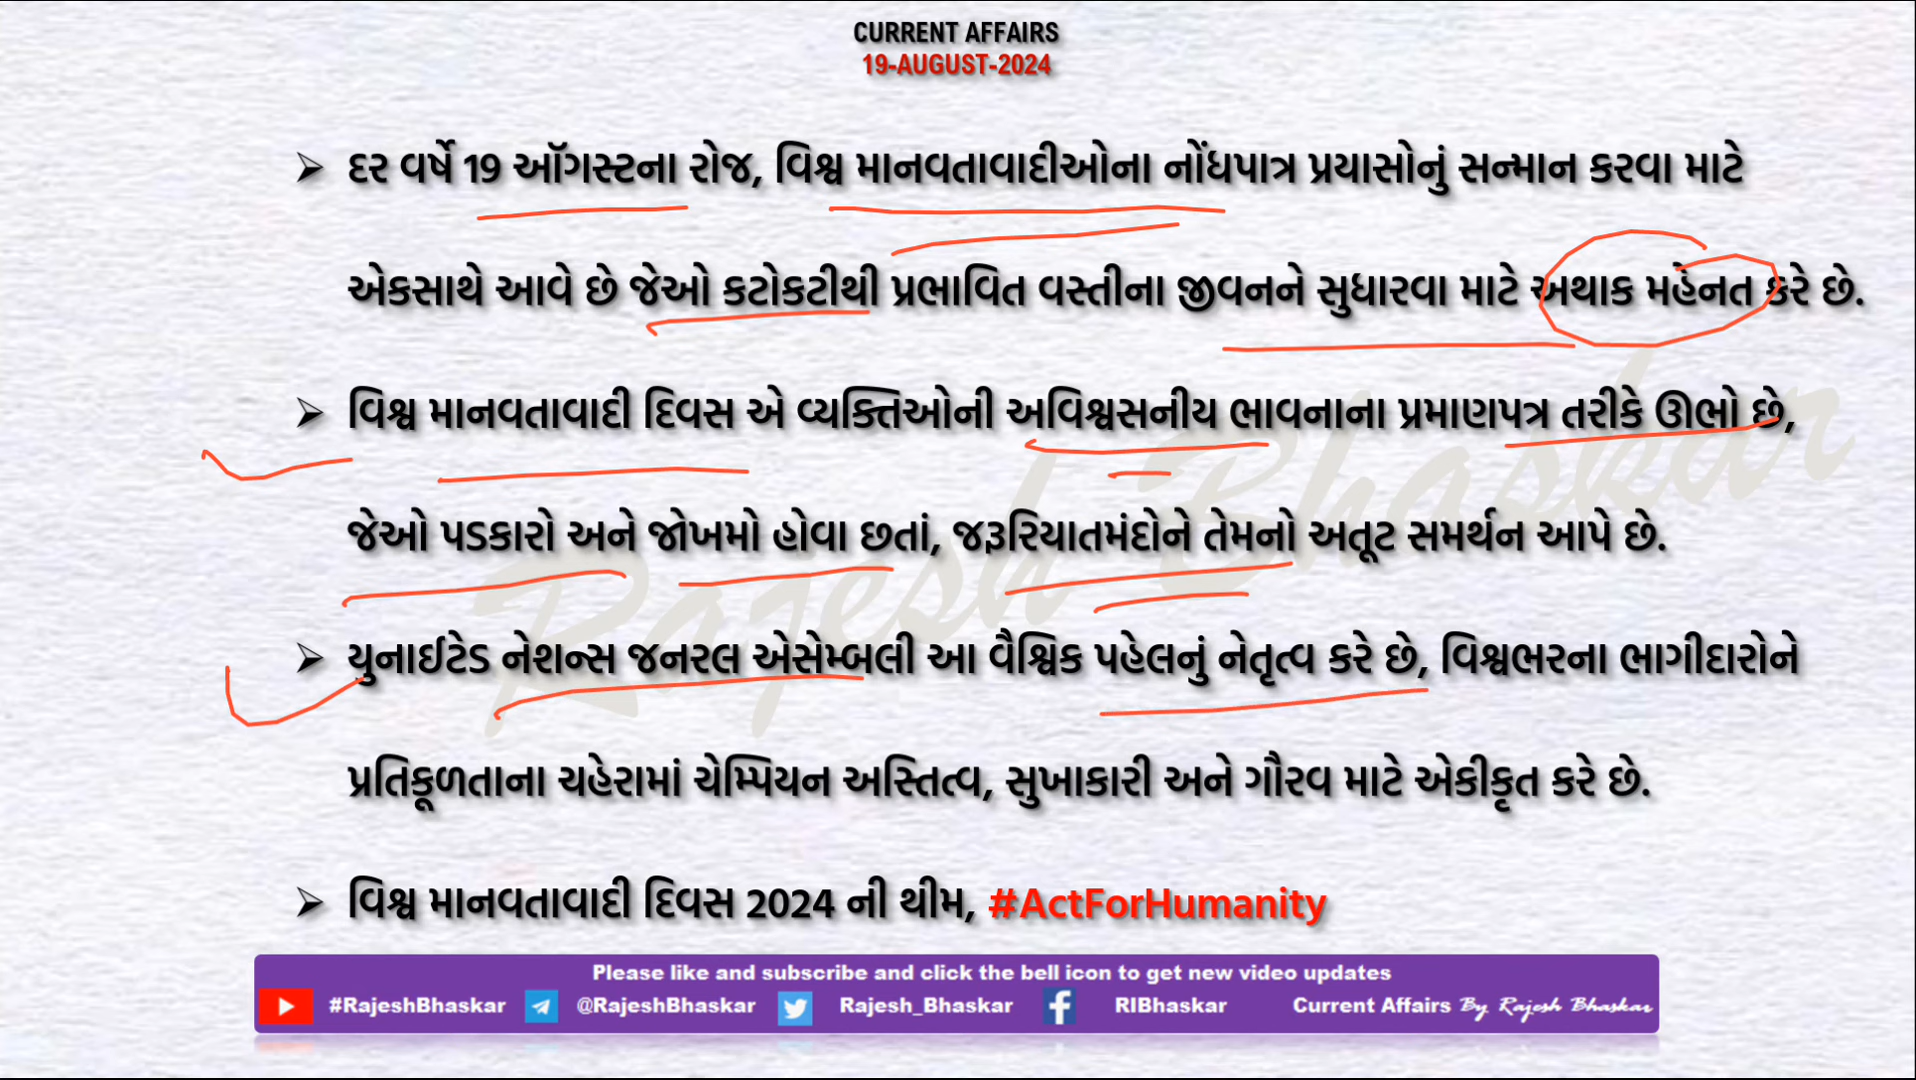 CURRENT AFFAIRS
19-AUGUST-2024
➢ દર વર્ષે 19 ઑગસ્ટના રોજ, વિશ્વ માનવતાવાદીઓના નોંધપાત્ર પ્રયાસોનું સન્માન કરવા માટે
એકસાથે આવે છે જેઓ કટોકટીથી પ્રભાવિત વસ્તીના જીવનને સુધારવા માટે અથાક મહેનત કરે છે.
➢ વિશ્વ માનવતાવાદી દિવસ એ વ્યક્તિઓની અવિશ્વસનીય ભાવનાના પ્રમાણપત્ર તરીકે ઊભો છે,
જેઓ પડકારો અને જોખમો હોવા છતાં, જરૂરિયાતમંદોને તેમનો અતૂટ સમર્થન આપે છે.
➢ યુનાઈટેડ નેશન્સ જનરલ એસેમ્બલી આ વૈશ્વિક પહેલનું નેતૃત્વ કરે છે, વિશ્વભરના ભાગીદારોને
પ્રતિકૂળતાના ચહેરામાં ચેમ્પિયન અસ્તિત્વ, સુખાકારી અને ગૌરવ માટે એકીકૃત કરે છે.
➢ વિશ્વ માનવતાવાદી દિવસ 2024 ની થીમ, #ActForHumanity
Rajesh Bhaskar
Please like and subscribe and click the bell icon to get new video updates
#RajeshBhaskar @RajeshBhaskar Rajesh_Bhaskar RIBhaskar Current Affairs By Rajesh Bhaskar